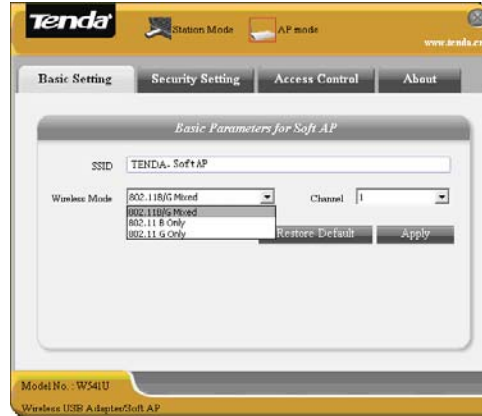 Tenda
Station Mode
AP mode
www.tenda.cn
Basic Setting
Security Setting
Access Control
About
Basic Parameters for Soft AP
SSID
TENDA- SoftAP
Wireless Mode
802.11B/G Mixed
Channel
1
802.11B/G Mixed
802.11 B Only
802.11 G Only
Restore Default
Apply
Model No. : W541U
Wireless USB Adapter/Soft AP